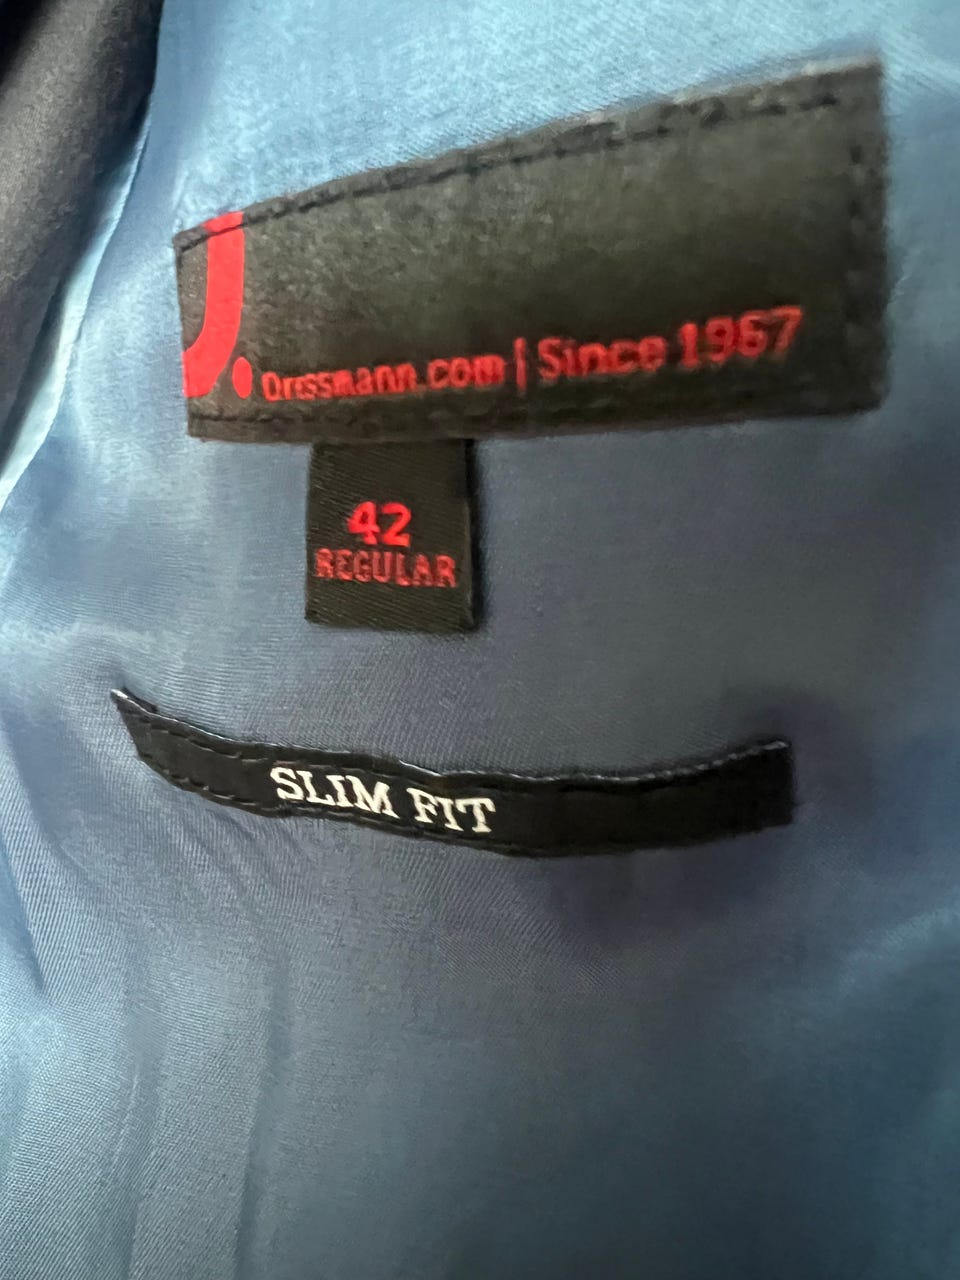 J.
Dressmann.com | Since 1967
42
REGULAR
SLIM FIT